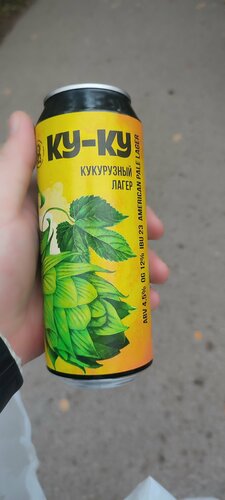 КУ-КУ
КУКУРУЗНЫЙ
ЛАГЕР
ABV 4,5% OG 12% IBU 23 AMERICAN PALE LAGER